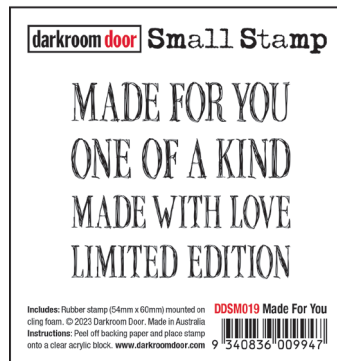 darkroom door Small Stamp
MADE FOR YOU
ONE OF A KIND
MADE WITH LOVE
LIMITED EDITION
Includes: Rubber stamp (54mm x 60mm) mounted on
cling foam. © 2023 Darkroom Door. Made in Australia
Instructions: Peel off backing paper and place stamp
onto a clear acrylic block. www.darkroomdoor.com
DDSM019 Made For You
9 340836 009947